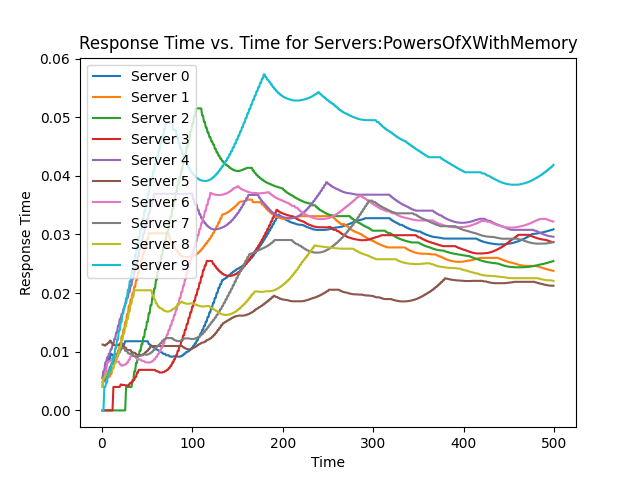 Response Time vs. Time for Servers:PowersOfXWithMemory
Response Time
0.06
0.05
0.04
0.03
0.02
0.01
0.00
Server 0
Server 1
Server 2
Server 3
Server 4
Server 5
Server 6
Server 7
Server 8
Server 9
0 100 200 300 400 500
Time